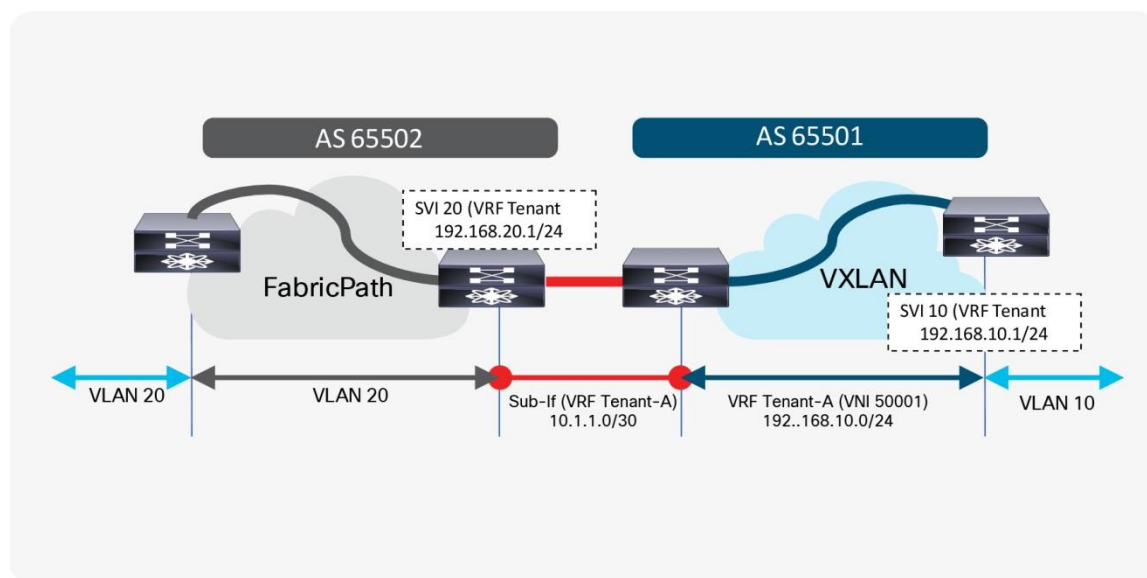 AS 65502
AS 65501
SVI 20 (VRF Tenant
192.168.20.1/24
FabricPath
VXLAN
SVI 10 (VRF Tenant
192.168.10.1/24
VLAN 20
VLAN 20
Sub-If (VRF Tenant-A)
10.1.1.0/30
VRF Tenant-A (VNI 50001)
192..168.10.0/24
VLAN 10